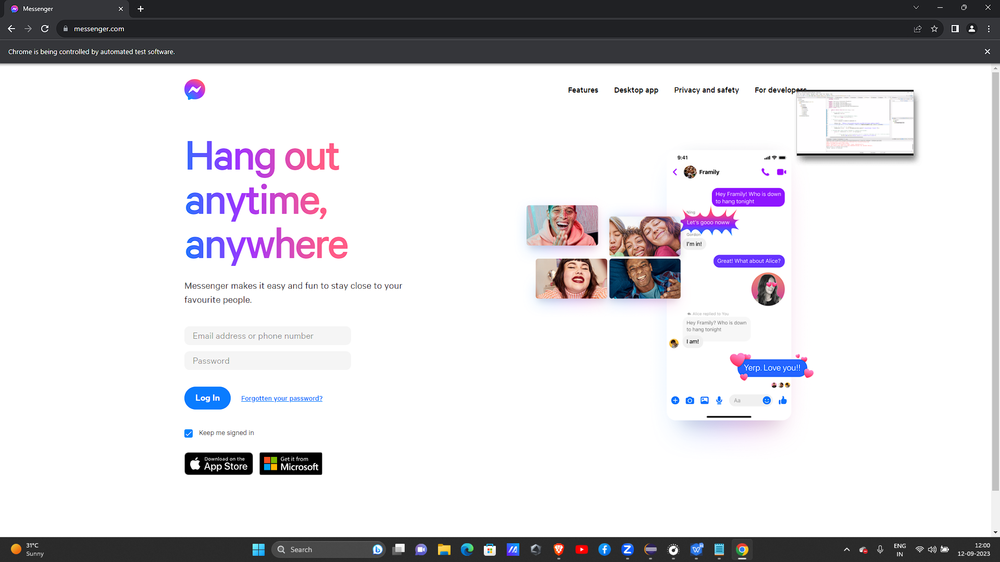 Messenger
messenger.com
Chrome is being controlled by automated test software.
Features
Desktop app
Privacy and safety
For developers
Hang out
anytime,
anywhere
Messenger makes it easy and fun to stay close to your
favourite people.
Email address or phone number
Password
Log In
Forgotten your password?
Keep me signed in
Download on the
App Store
Get it from
Microsoft
9:41
Framily
Hey Framily! Who is down
to hang tonight
Ning
Let's gooo noww
Gordon
I'm in!
Great! What about Alice?
Alice replied to You
Hey Framily? Who is down
to hang tonight
I am!
Yerp. Love you!!
Aa
31°C
Sunny
Search
ENG
IN
12:00
12-09-2023